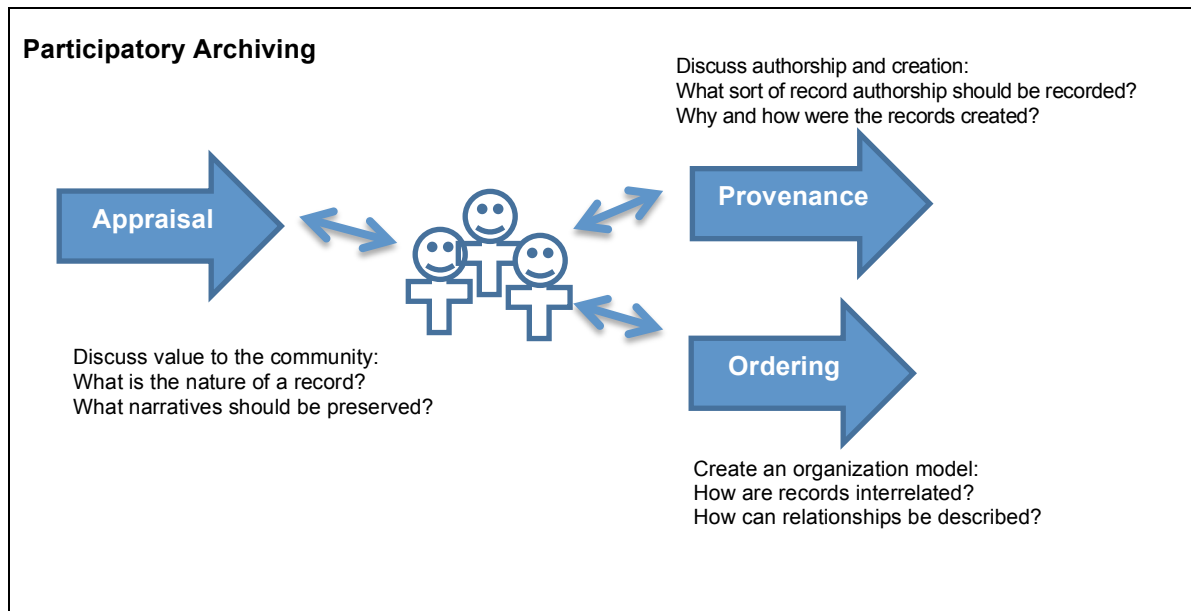 Participatory Archiving
Appraisal
Discuss value to the community:
What is the nature of a record?
What narratives should be preserved?
Discuss authorship and creation:
What sort of record authorship should be recorded?
Why and how were the records created?
Provenance
Ordering
Create an organization model:
How are records interrelated?
How can relationships be described?